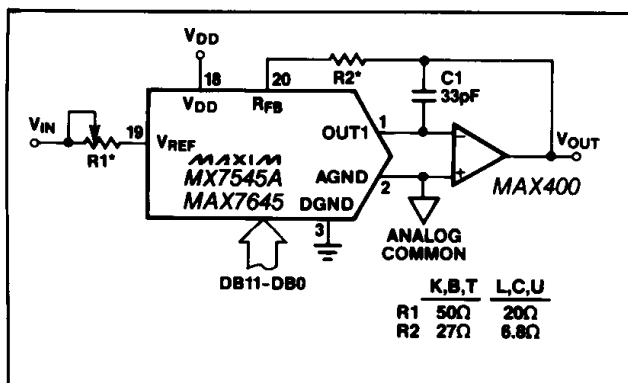 VDD
18
20
R2*
C1
33pF
VIN
R1*
19
VDD
RFB
VREF
OUT1
1
MAXIM
MX7545A
MAX7645
AGND
2
DGND
3
VOUT
MAX400
ANALOG
COMMON
DB11-DB0
K,B,T L,C,U
R1 50Ω 20Ω
R2 27Ω 6.8Ω